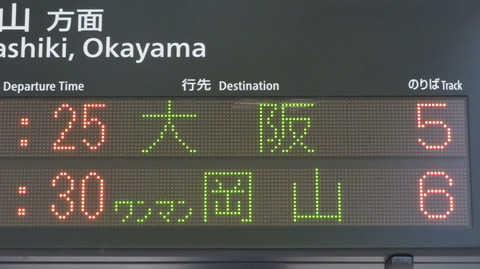 山 方面
ashiki, Okayama
Departure Time 行先 Destination のりば Track
:25 大阪 5
:30 ワンマン 岡山 6